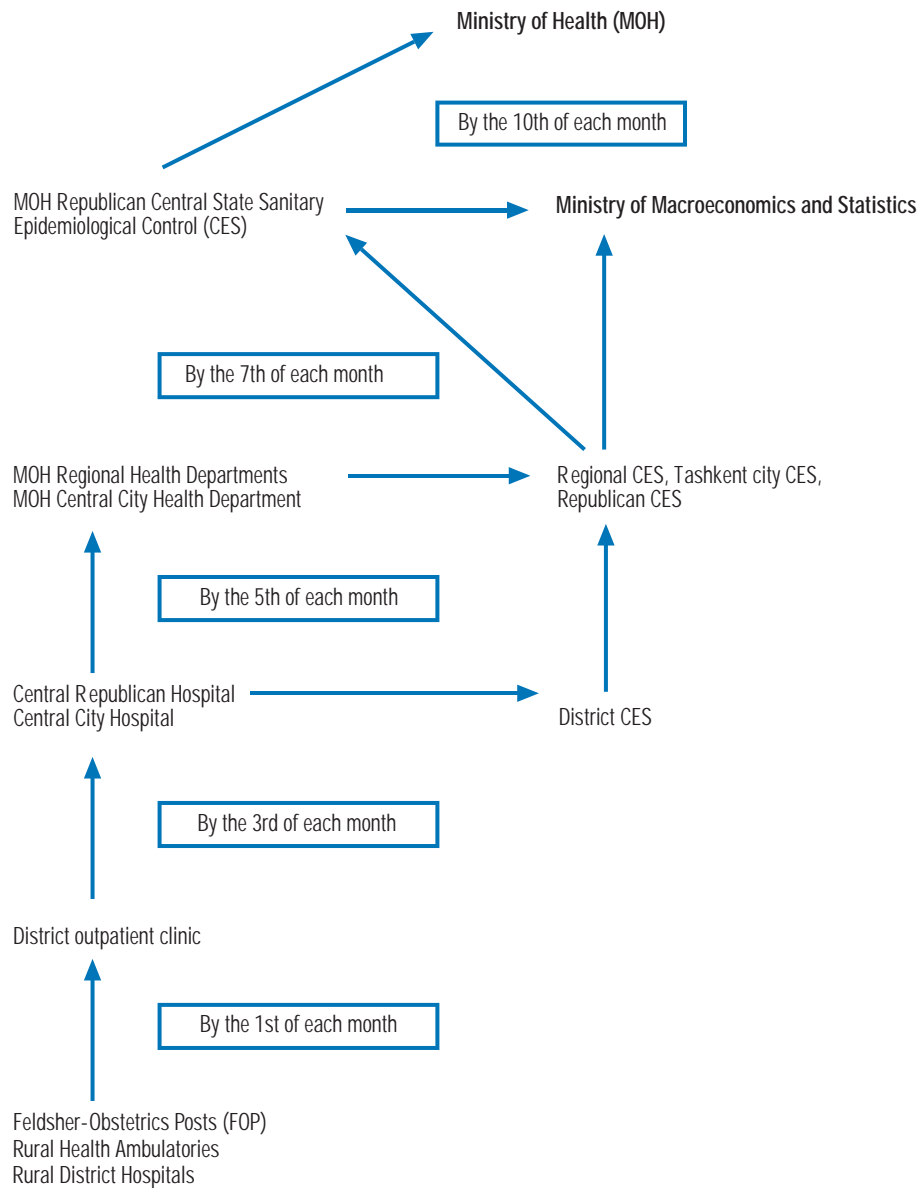 Ministry of Health (MOH)
By the 10th of each month
MOH Republican Central State Sanitary
Epidemiological Control (CES)
Ministry of Macroeconomics and Statistics
By the 7th of each month
MOH Regional Health Departments
MOH Central City Health Department
Regional CES, Tashkent city CES,
Republican CES
By the 5th of each month
Central Republican Hospital
Central City Hospital
District CES
By the 3rd of each month
District outpatient clinic
By the 1st of each month
Feldsher-Obstetrics Posts (FOP)
Rural Health Ambulatories
Rural District Hospitals